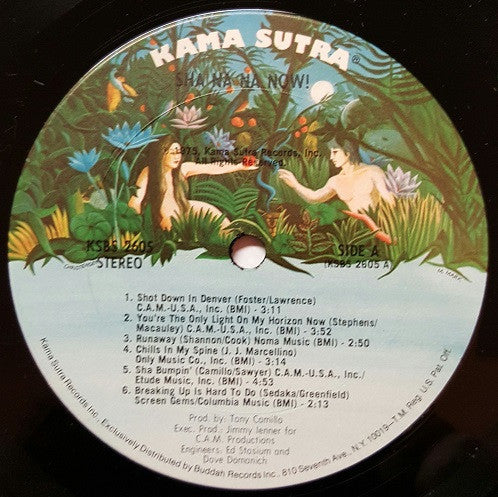 KAMA SUTRA®
SHA NA NA NOW!
℗ 1975, Kama Sutra Records, Inc.
All Rights Reserved
KSBS 2605
STEREO
SIDE A
(KSBS 2605 A)
1. Shot Down In Denver (Foster/Lawrence)
C.A.M.-U.S.A., Inc. (BMI) - 3:11
2. You're The Only Light On My Horizon Now (Stephens/
Macauley) C.A.M.-U.S.A., Inc. (BMI) - 3:52
3. Runaway (Shannon/Cook) Noma Music (BMI) - 2:50
4. Chills In My Spine (J. J. Marcellino)
Only Music Co., Inc. (BMI) - 3:14
5. Sha Bumpin' (Camillo/Sawyer) C.A.M.-U.S.A., Inc./
Etude Music, Inc. (BMI) - 4:53
6. Breaking Up Is Hard To Do (Sedaka/Greenfield)
Screen Gems/Columbia Music (BMI) - 2:13
Prod. by: Tony Camillo
Exec. Prod.: Jimmy Ienner for
C.A.M. Productions
Engineers: Ed Stasium and
Dave Domanich
Kama Sutra Records Inc. Exclusively Distributed by Buddah Records Inc., 810 Seventh Ave., N.Y. 10019-T.M. Reg. U.S. Pat. Off.